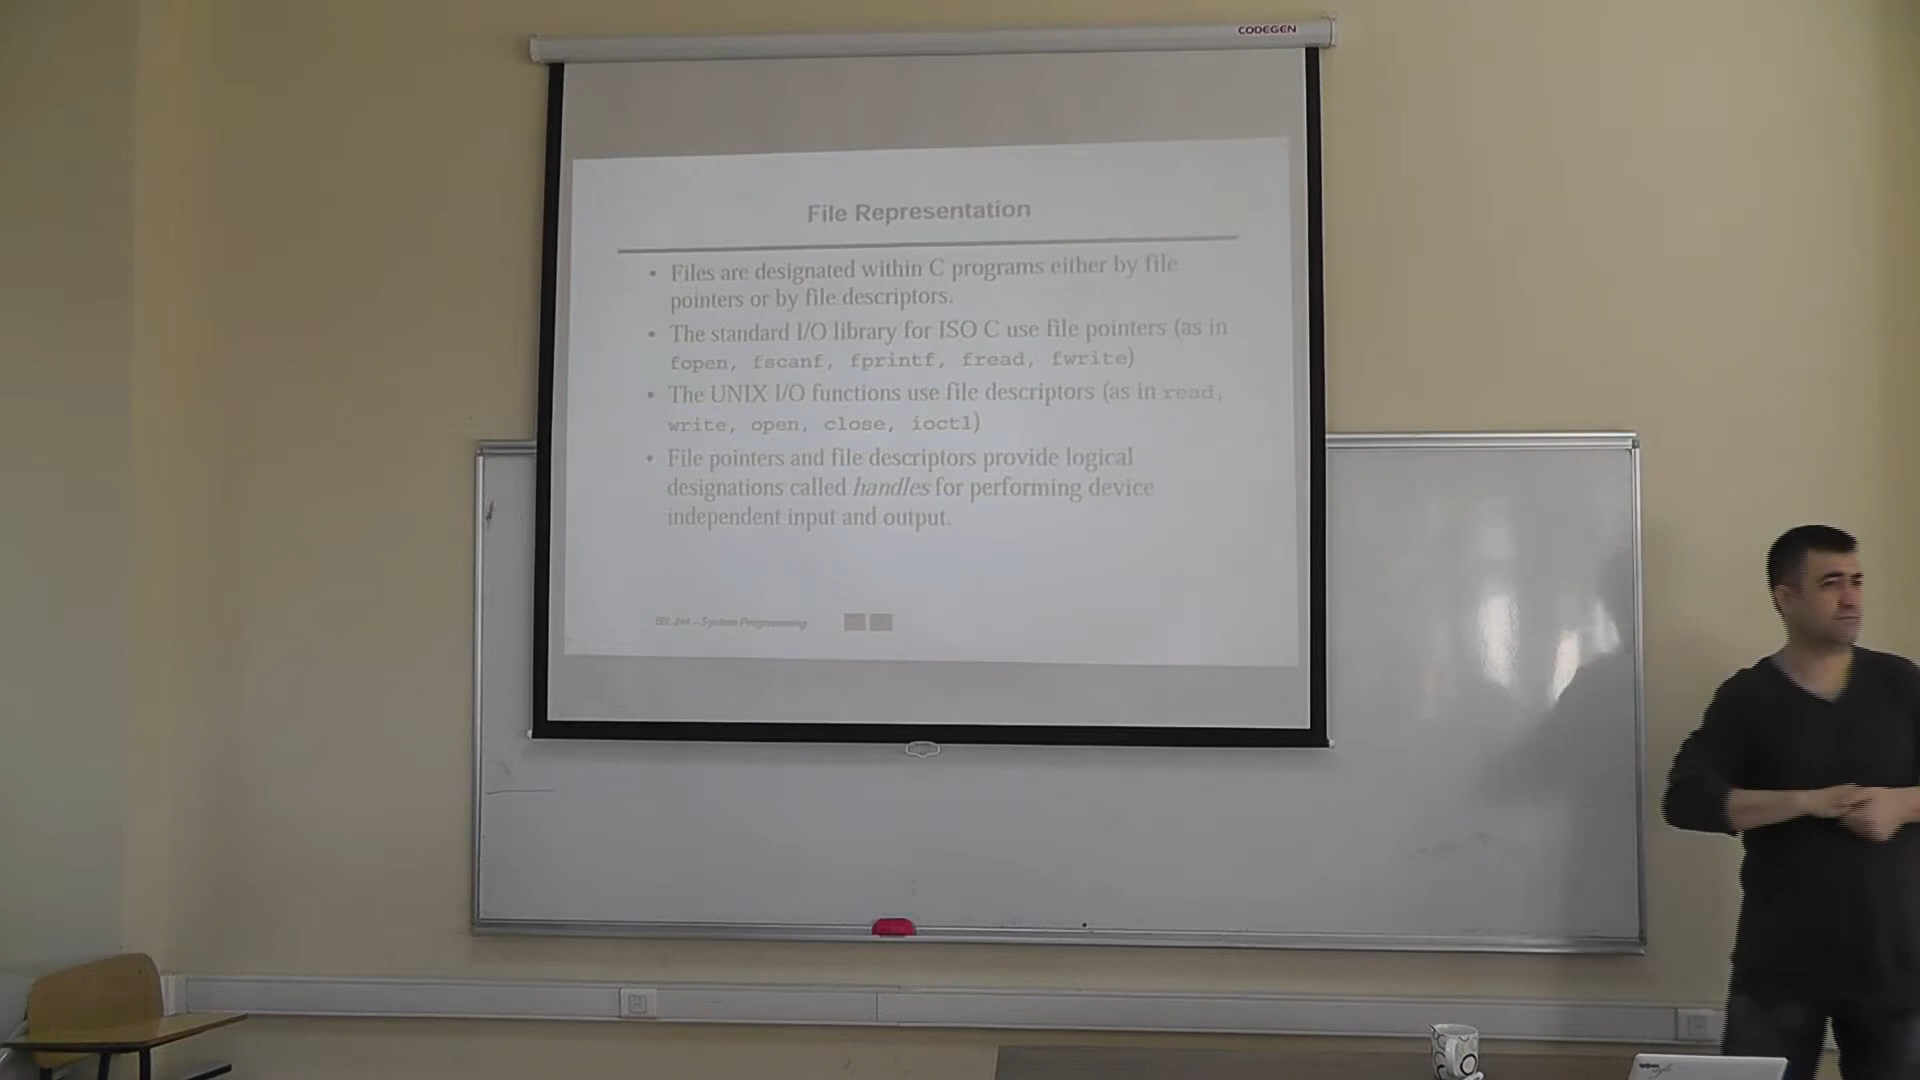 CODEGEN
File Representation
• Files are designated within C programs either by file
pointers or by file descriptors.
• The standard I/O library for ISO C use file pointers (as in
fopen, fscanf, fprintf, fread, fwrite)
• The UNIX I/O functions use file descriptors (as in read,
write, open, close, ioctl)
• File pointers and file descriptors provide logical
designations called handles for performing device
independent input and output.
BIL 244 – System Programming